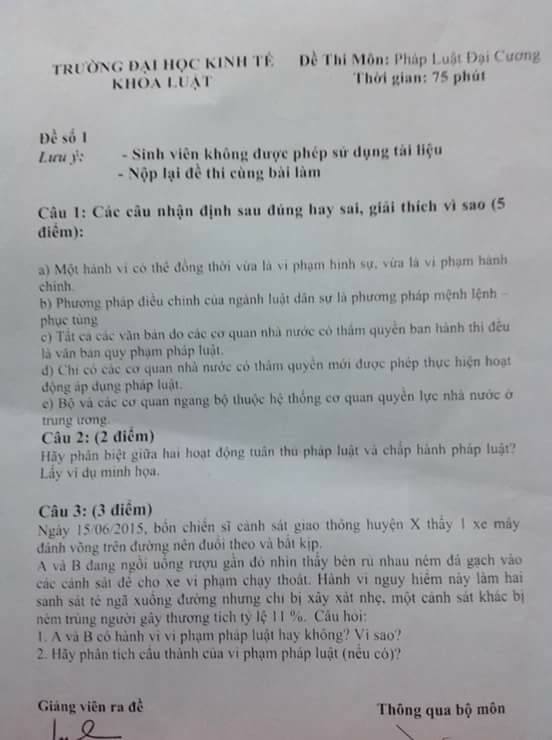 TRƯỜNG ĐẠI HỌC KINH TẾ Đề Thi Môn: Pháp Luật Đại Cương
KHOA LUẬT Thời gian: 75 phút
Đề số 1
Lưu ý: - Sinh viên không được phép sử dụng tài liệu
- Nộp lại đề thi cùng bài làm
Câu 1: Các câu nhận định sau đúng hay sai, giải thích vì sao (5
điểm):
a) Một hành vi có thể đồng thời vừa là vi phạm hình sự, vừa là vi phạm hành
chính.
b) Phương pháp điều chỉnh của ngành luật dân sự là phương pháp mệnh lệnh –
phục tùng
c) Tất cả các văn bản do các cơ quan nhà nước có thẩm quyền ban hành thì đều
là văn bản quy phạm pháp luật.
d) Chỉ có các cơ quan nhà nước có thẩm quyền mới được phép thực hiện hoạt
động áp dụng pháp luật.
e) Bộ và các cơ quan ngang bộ thuộc hệ thống cơ quan quyền lực nhà nước ở
trung ương.
Câu 2: (2 điểm)
Hãy phân biệt giữa hai hoạt động tuân thủ pháp luật và chấp hành pháp luật?
Lấy ví dụ minh họa.
Câu 3: (3 điểm)
Ngày 15/06/2015, bốn chiến sĩ cảnh sát giao thông huyện X thấy 1 xe máy
đánh võng trên đường nên đuổi theo và bắt kịp.
A và B đang ngồi uống rượu gần đó nhìn thấy bèn rủ nhau ném đá gạch vào
các cảnh sát để cho xe vi phạm chạy thoát. Hành vi nguy hiểm này làm hai
sanh sát té ngã xuống đường nhưng chỉ bị xây xát nhẹ, một cảnh sát khác bị
ném trúng người gây thương tích tỷ lệ 11 %. Câu hỏi:
1. A và B có hành vi vi phạm pháp luật hay không? Vì sao?
2. Hãy phân tích cấu thành của vi phạm pháp luật (nếu có)?
Giảng viên ra đề Thông qua bộ môn